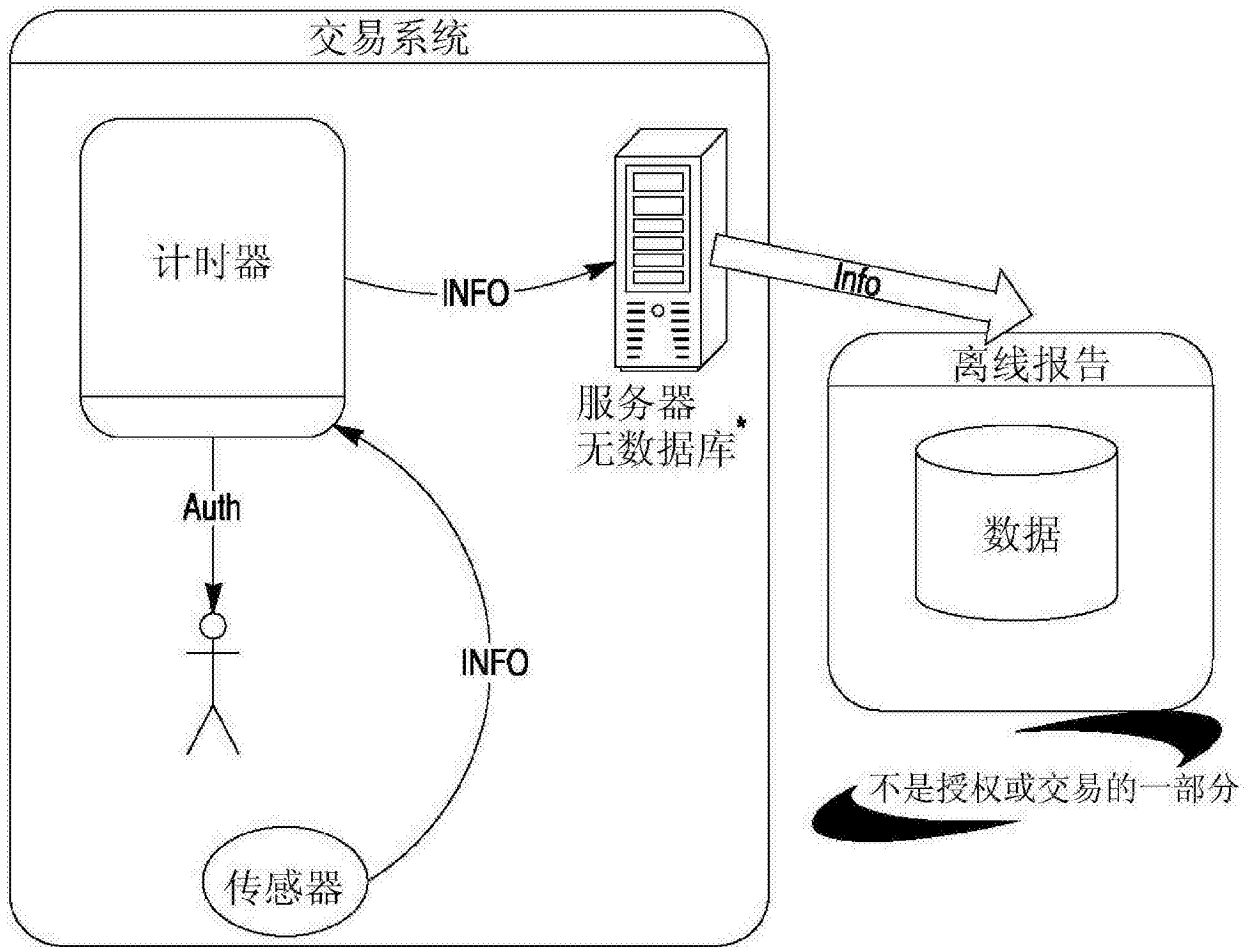 交易系统
计时器
INFO
Info
服务器
无数据库*
离线报告
数据
Auth
INFO
不是授权或交易的一部分
传感器